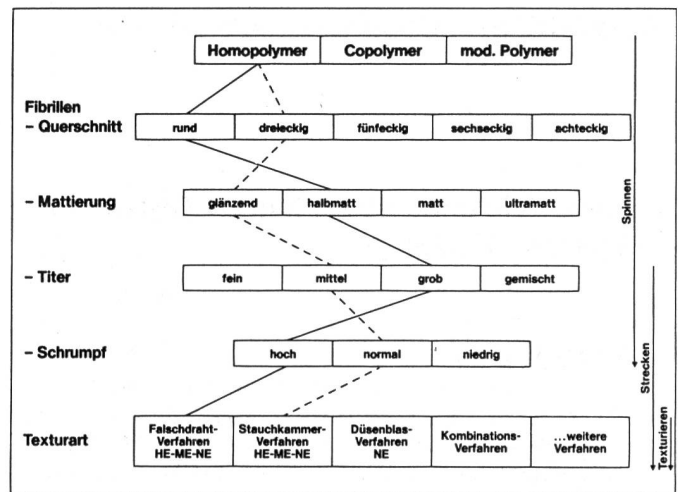 Homopolymer Copolymer mod. Polymer
Fibrillen
– Querschnitt rund dreieckig fünfeckig sechseckig achteckig
– Mattierung glänzend halbmatt matt ultramatt
– Titer fein mittel grob gemischt
– Schrumpf hoch normal niedrig
Texturart
Falschdraht-
Verfahren
HE-ME-NE
Stauchkammer-
Verfahren
HE-ME-NE
Düsenblas-
Verfahren
NE
Kombinations-
Verfahren
...weitere
Verfahren
Spinnen
Strecken
Texturieren